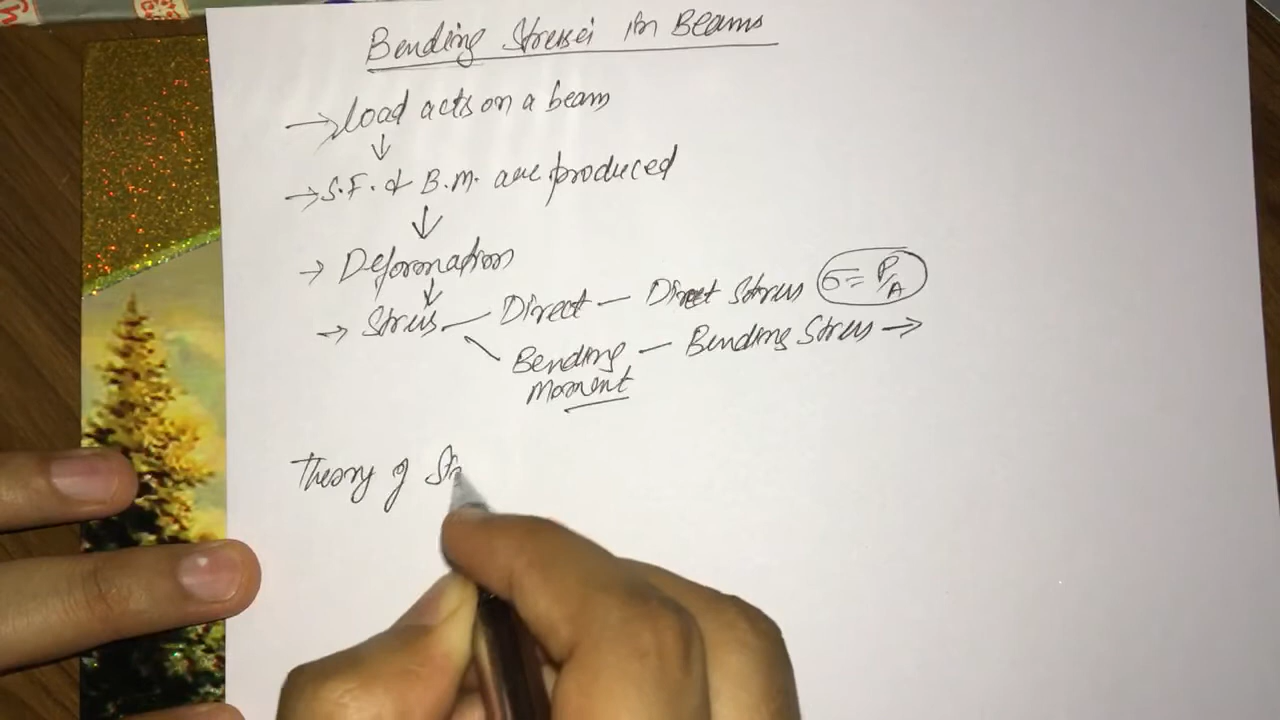 Bending Stresses in Beams
→ load acts on a beam
↓
→ S.F. & B.M. are produced
↓
→ Deformation
↓
→ Stress — Direct — Direct Stress σ = P/A
Bending Moment — Bending Stress →
Theory of